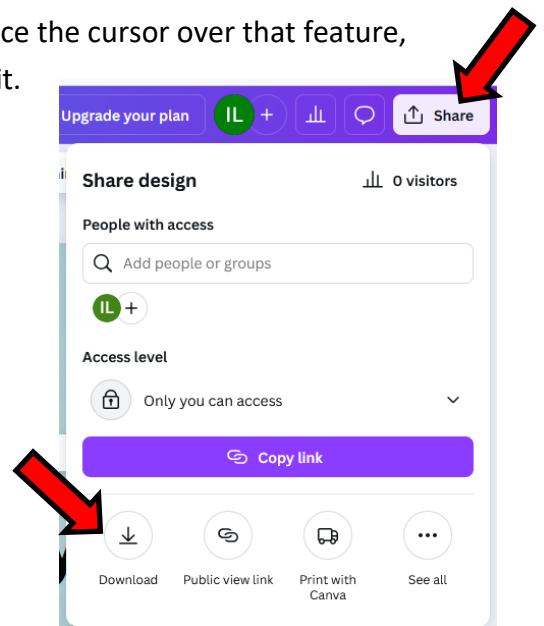 ce the cursor over that feature,
it.
Upgrade your plan IL + Share
Share design 0 visitors
People with access
Add people or groups
IL +
Access level
Only you can access
Copy link
Download Public view link Print with Canva See all